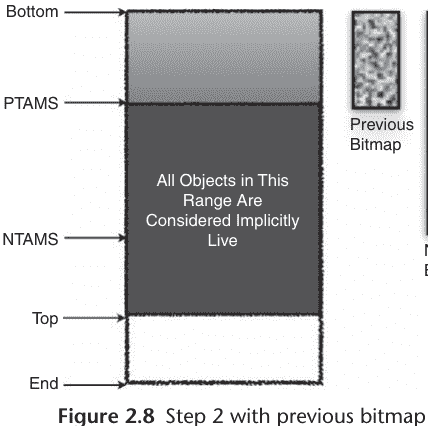 Bottom
PTAMS
NTAMS
Top
End
All Objects in This
Range Are
Considered Implicitly
Live
Previous
Bitmap
Figure 2.8 Step 2 with previous bitmap